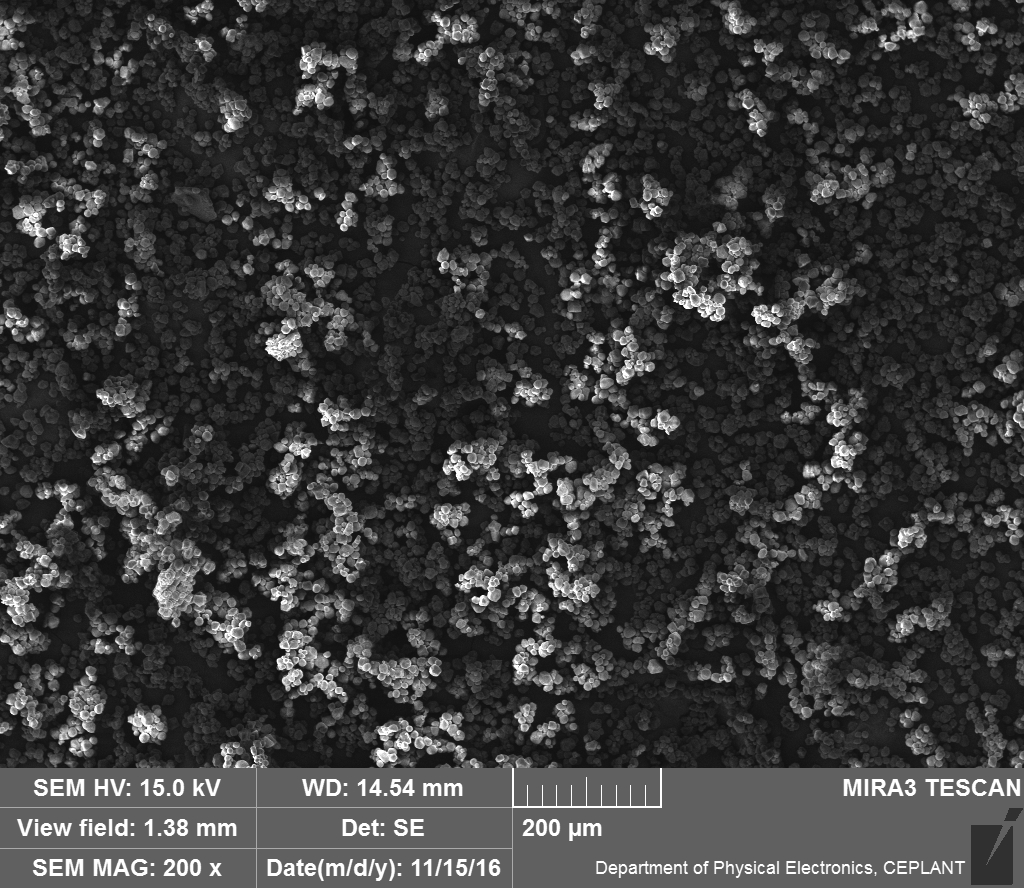 SEM HV: 15.0 kV
WD: 14.54 mm
MIRA3 TESCAN
View field: 1.38 mm
Det: SE
200 µm
SEM MAG: 200 x
Date(m/d/y): 11/15/16
Department of Physical Electronics, CEPLANT